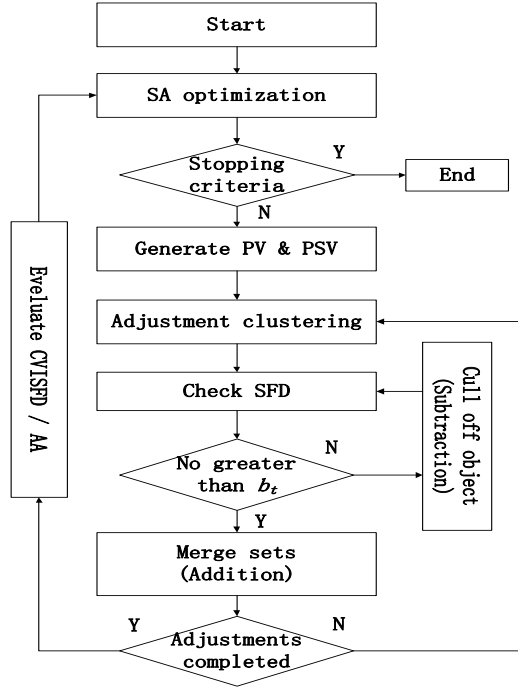 Start
SA optimization
Stopping
criteria
Y
End
N
Generate PV & PSV
Adjustment clustering
Check SFD
No greater
than bₜ
N
Cull off object
(Subtraction)
Y
Merge sets
(Addition)
Adjustments
completed
Y
N
Eveluate CVISFD / AA